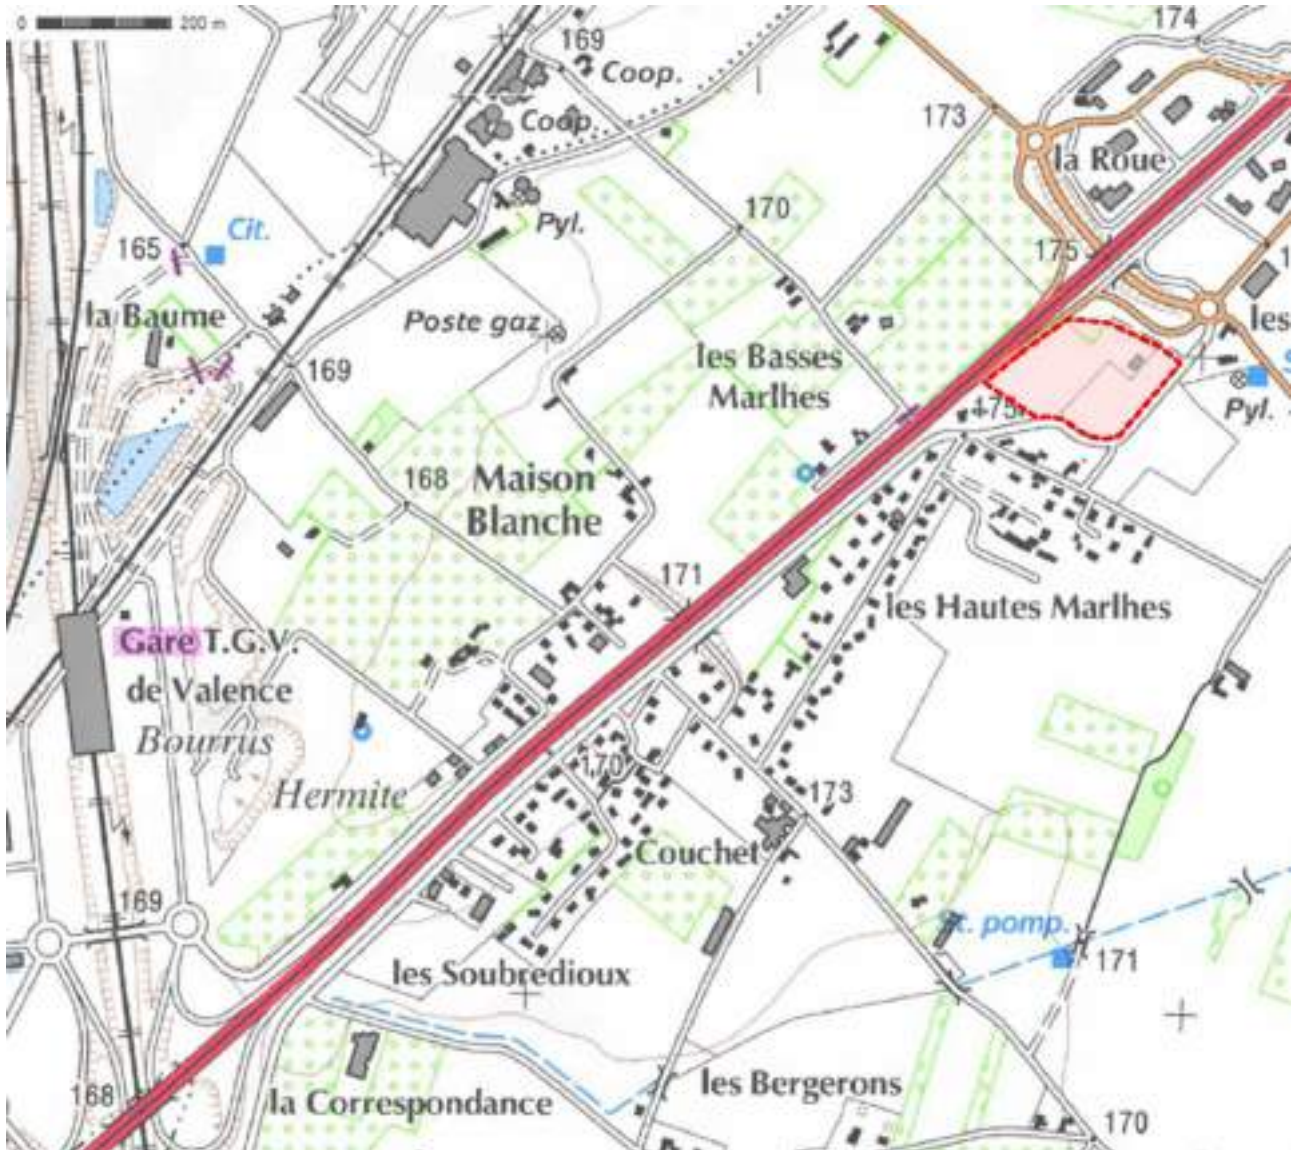 0 200 m
174
169
Coop.
Coop.
173
la Roue
170
Cit.
165
Pyl.
175
la Baume
Poste gaz
les
les Basses
Marlhes
169
175
Pyl.
168
Maison
Blanche
171
les Hautes Marlhes
Gare T.G.V.
de Valence
Bourrus
Hermite
170
173
Couchet
169
St. pomp.
171
les Soubredioux
168
la Correspondance
les Bergerons
170